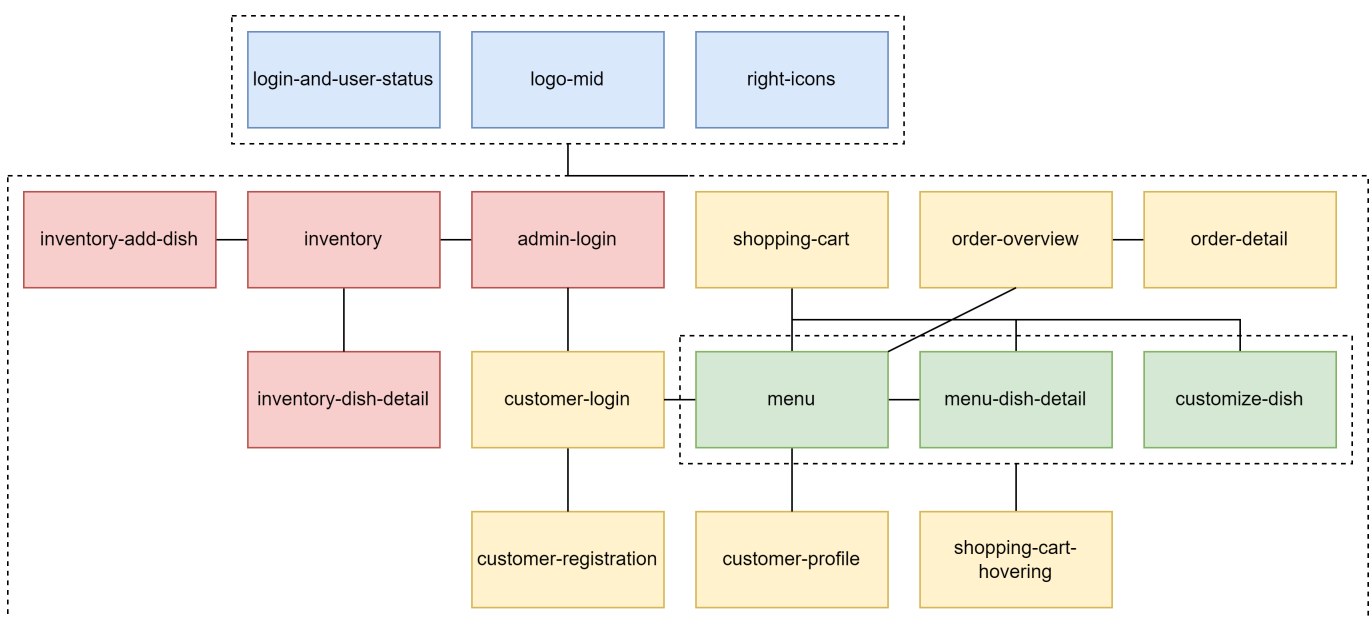 login-and-user-status
logo-mid
right-icons
inventory-add-dish
inventory
admin-login
shopping-cart
order-overview
order-detail
inventory-dish-detail
customer-login
menu
menu-dish-detail
customize-dish
customer-registration
customer-profile
shopping-cart-
hovering